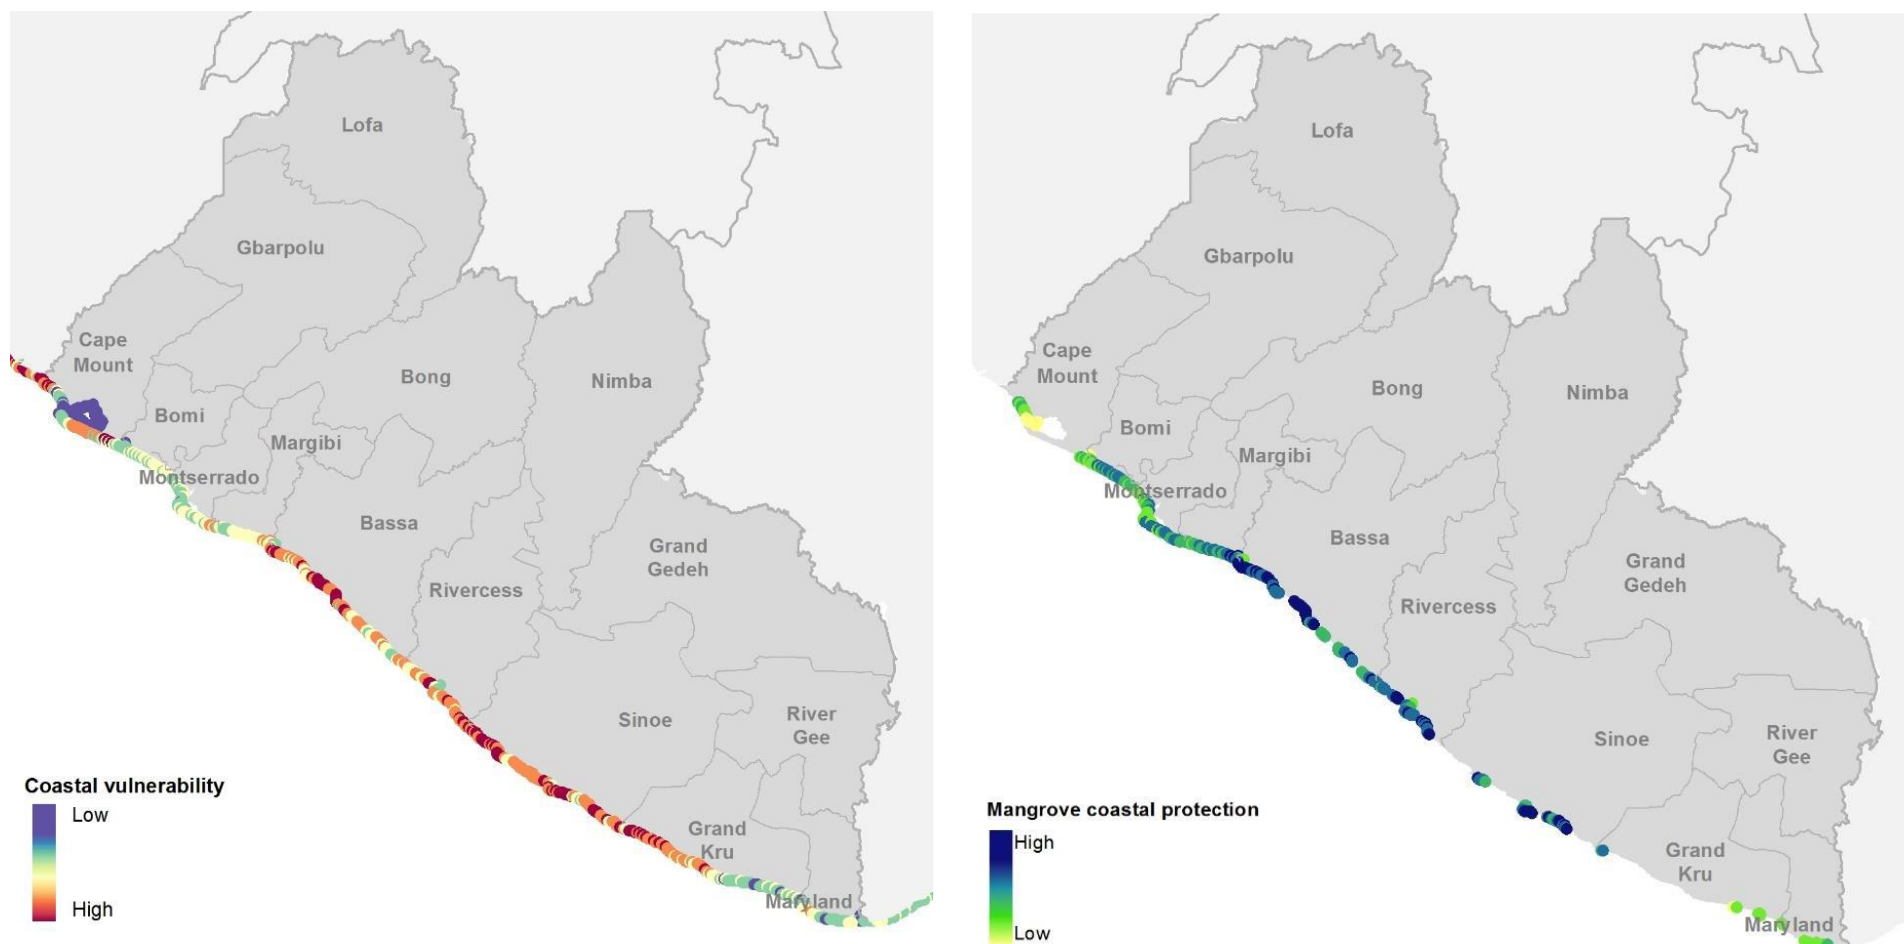 Lofa
Gbarpolu
Cape
Mount
Bong
Nimba
Bomi
Margibi
Montserrado
Bassa
Grand
Gedeh
Rivercess
Sinoe
River
Gee
Grand
Kru
Maryland
Coastal vulnerability
Low
High
Lofa
Gbarpolu
Cape
Mount
Bong
Nimba
Bomi
Margibi
Montserrado
Bassa
Grand
Gedeh
Rivercess
Sinoe
River
Gee
Grand
Kru
Maryland
Mangrove coastal protection
High
Low